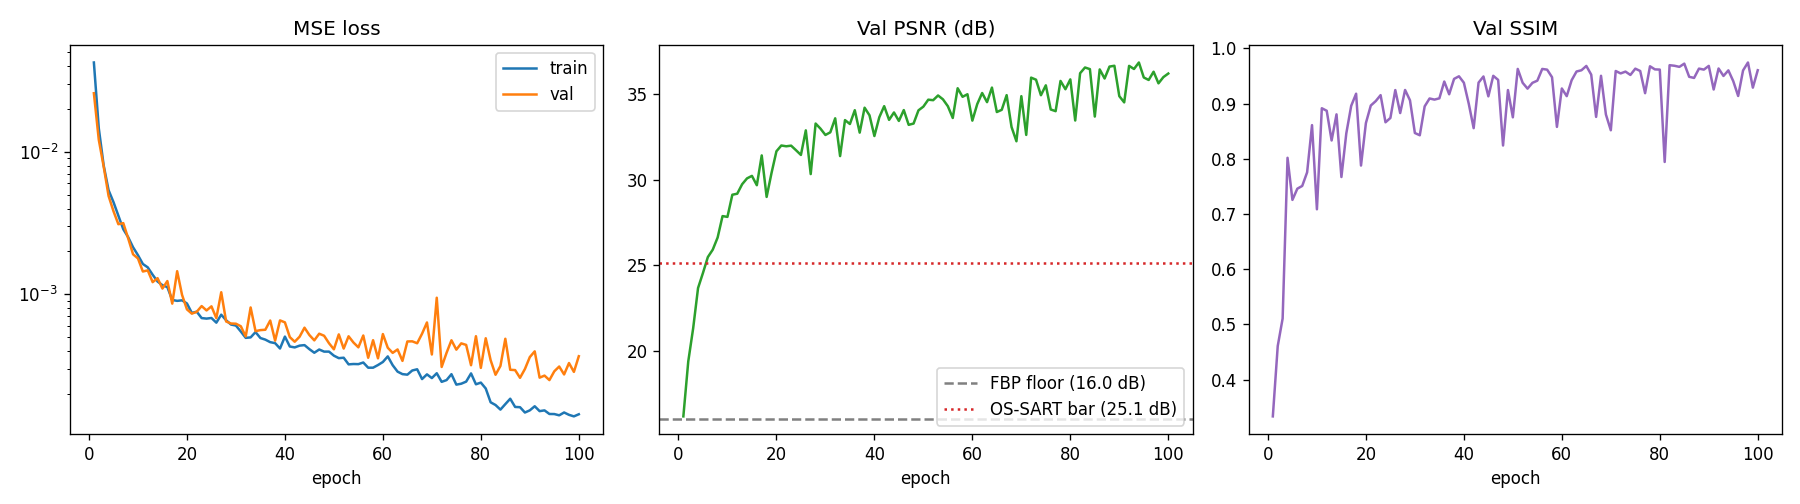 MSE loss
train
val
10^{-2}
10^{-3}
0 20 40 60 80 100
epoch
Val PSNR (dB)
35
30
25
20
FBP floor (16.0 dB)
OS-SART bar (25.1 dB)
0 20 40 60 80 100
epoch
Val SSIM
1.0
0.9
0.8
0.7
0.6
0.5
0.4
0 20 40 60 80 100
epoch